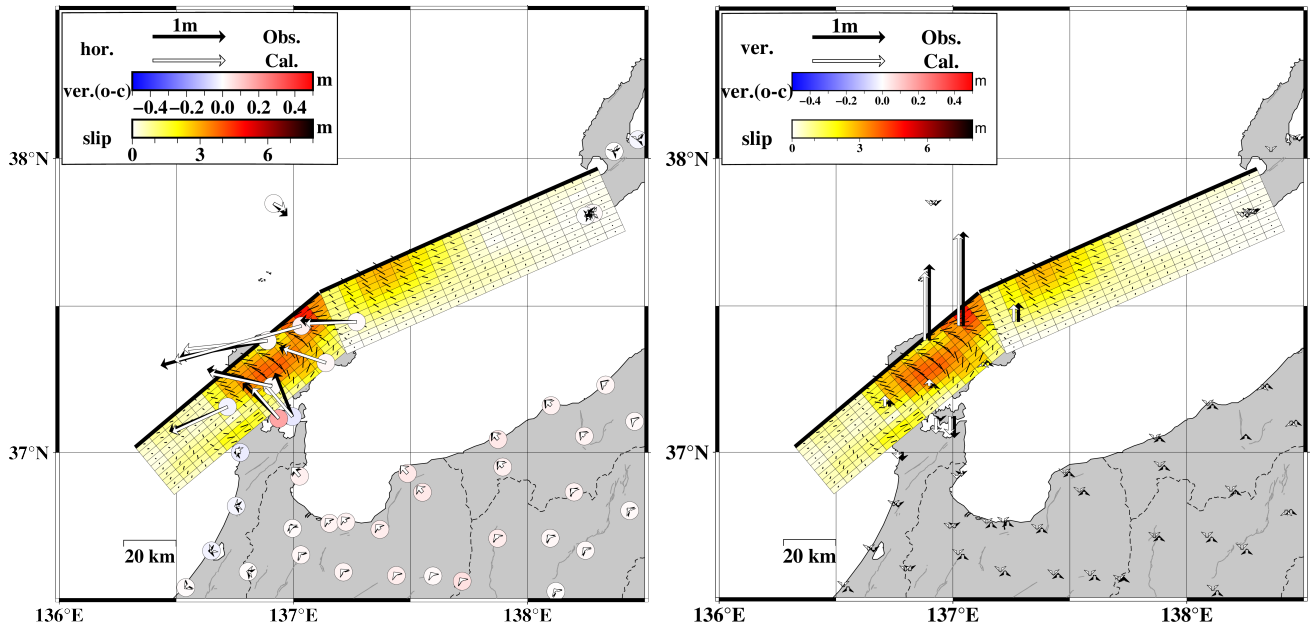 1m
hor.
Obs.
Cal.
ver.(o-c)
m
−0.4 −0.2 0.0 0.2 0.4
slip
m
0 3 6
38°N
37°N
20 km
136°E 137°E 138°E
1m
ver.
Obs.
Cal.
ver.(o-c)
m
−0.4 −0.2 0.0 0.2 0.4
slip
m
0 3 6
38°N
37°N
20 km
136°E 137°E 138°E